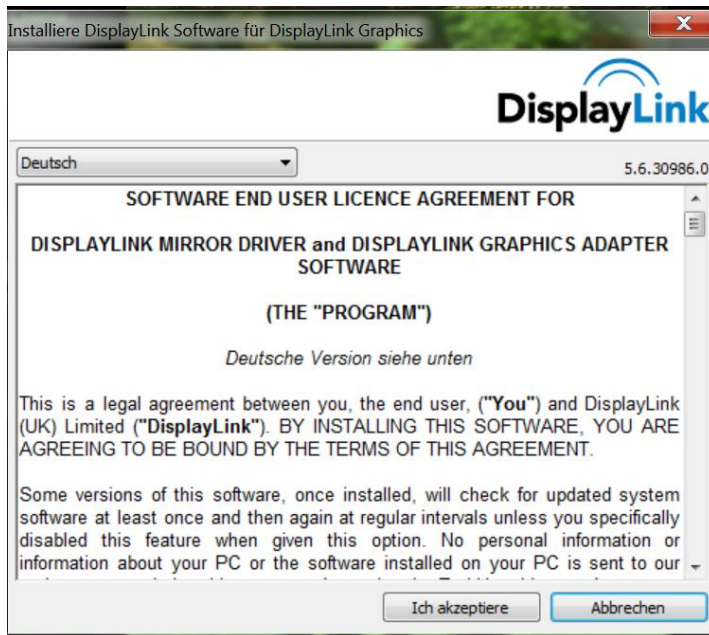 Installiere DisplayLink Software für DisplayLink Graphics
DisplayLink
Deutsch
5.6.30986.0
SOFTWARE END USER LICENCE AGREEMENT FOR
DISPLAYLINK MIRROR DRIVER and DISPLAYLINK GRAPHICS ADAPTER
SOFTWARE
(THE "PROGRAM")
Deutsche Version siehe unten
This is a legal agreement between you, the end user, ("You") and DisplayLink
(UK) Limited ("DisplayLink"). BY INSTALLING THIS SOFTWARE, YOU ARE
AGREEING TO BE BOUND BY THE TERMS OF THIS AGREEMENT.
Some versions of this software, once installed, will check for updated system
software at least once and then again at regular intervals unless you specifically
disabled this feature when given this option. No personal information or
information about your PC or the software installed on your PC is sent to our
Ich akzeptiere
Abbrechen